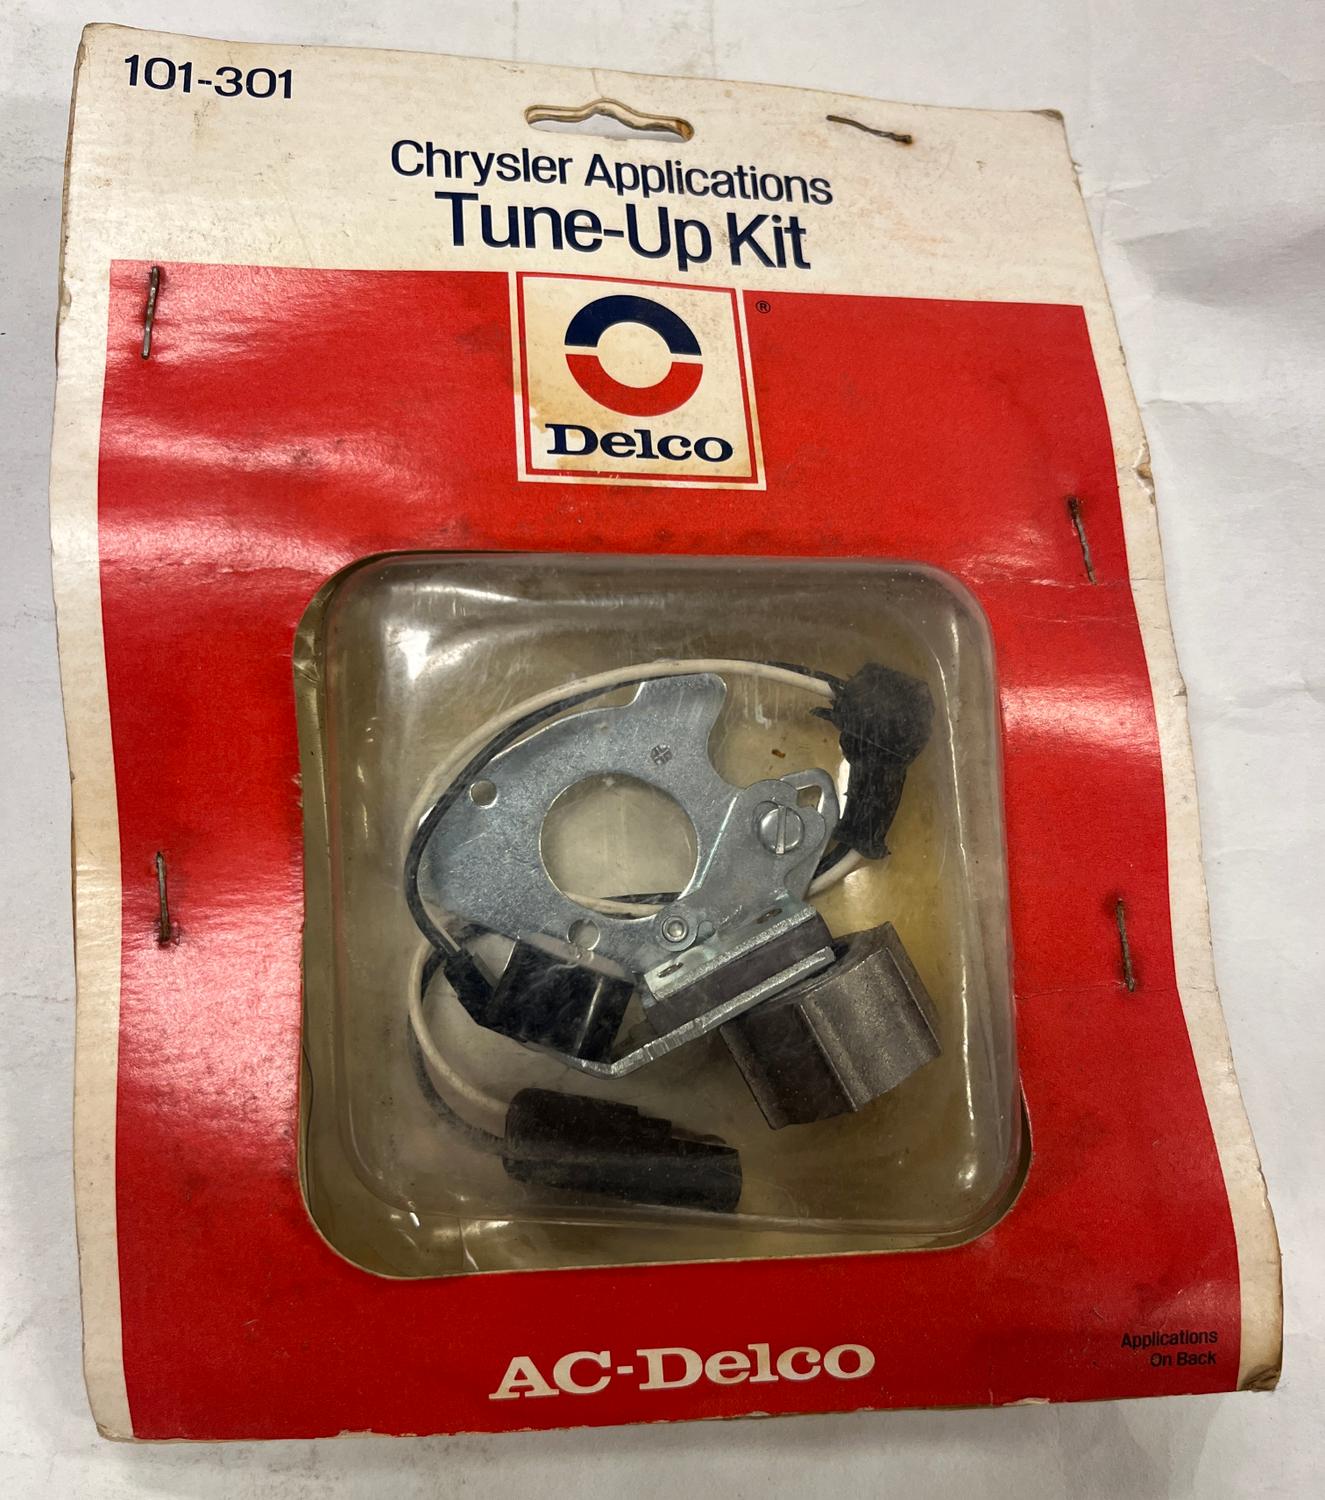 101-301
Chrysler Applications
Tune-Up Kit
®
Delco
AC-Delco
Applications
On Back